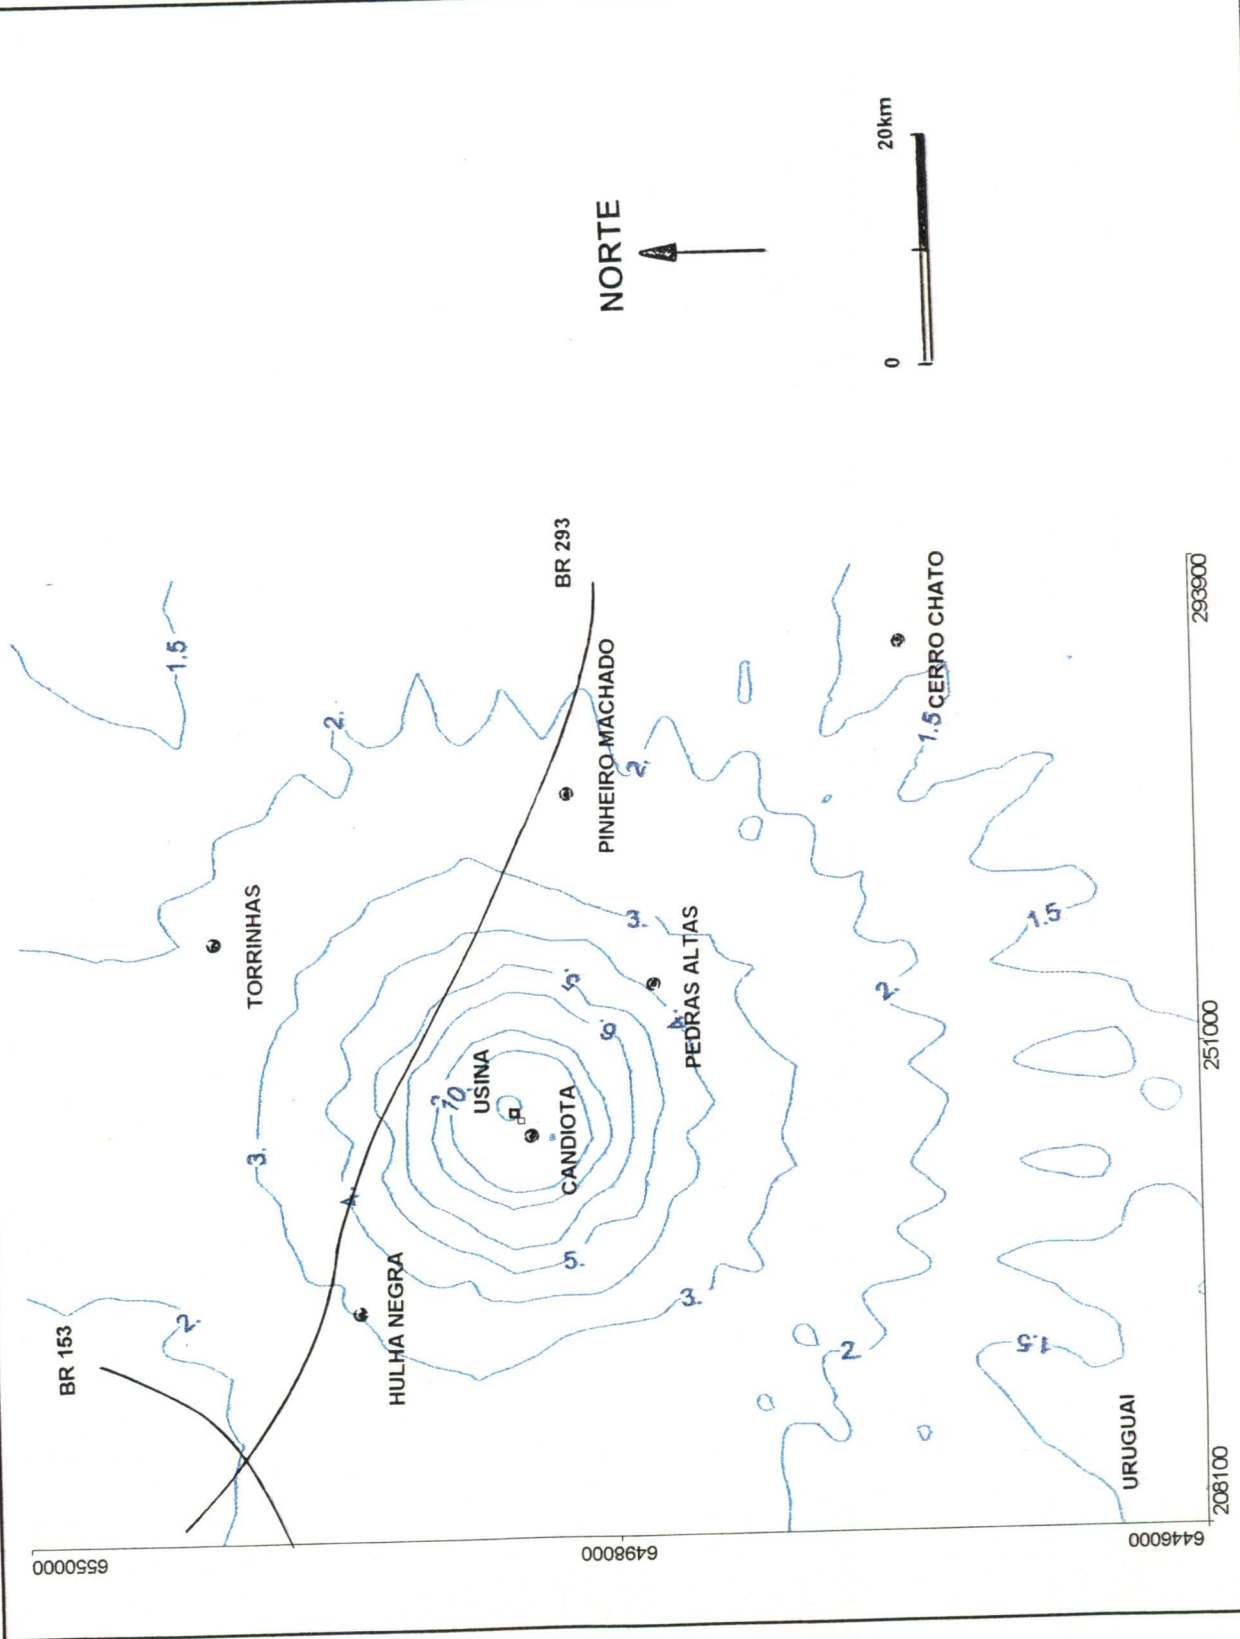 BR 153
1.5
2.
TORRINHAS
2.
3.
4.
HULHA NEGRA
10
USINA
CANDIOTA
5.
6.
5.
BR 293
PINHEIRO MACHADO
2.
3.
4.
PEDRAS ALTAS
3.
2
2.
1.5
CERRO CHATO
1.5
1.5
URUGUAI
NORTE
0
20km
6550000
6498000
6446000
208100
251000
293900